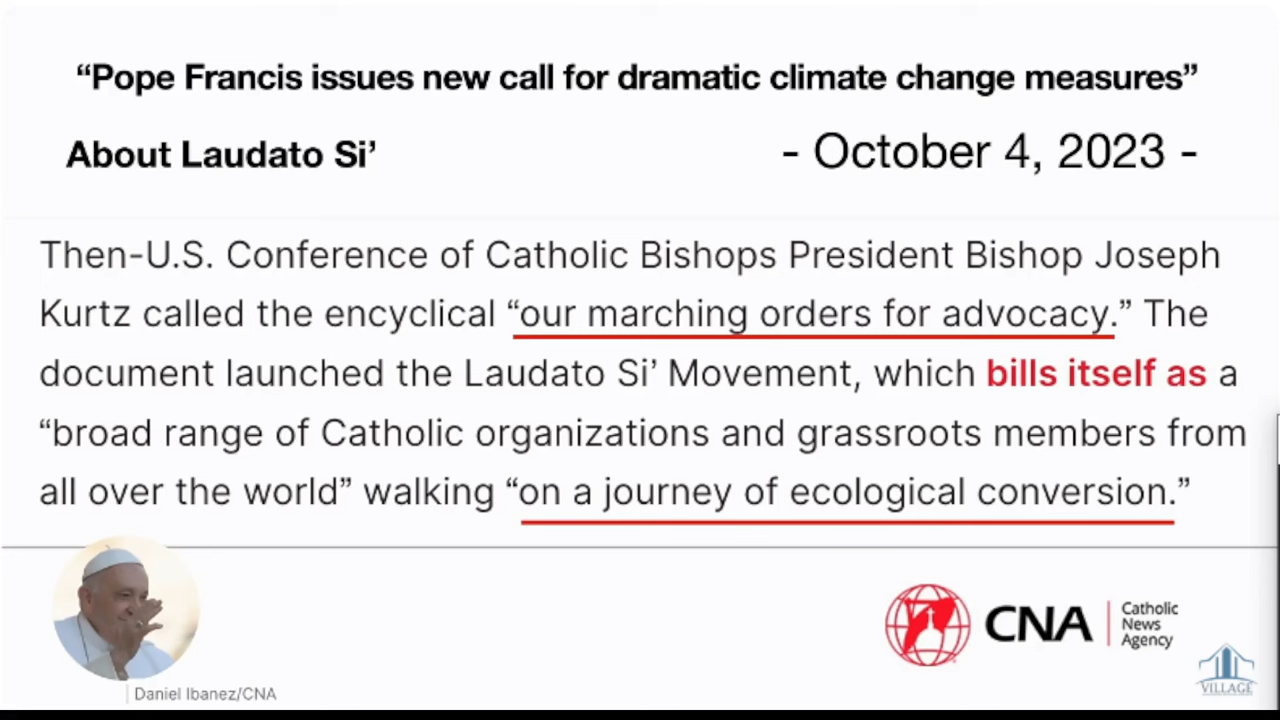 “Pope Francis issues new call for dramatic climate change measures”
About Laudato Si’
- October 4, 2023 -
Then-U.S. Conference of Catholic Bishops President Bishop Joseph
Kurtz called the encyclical “our marching orders for advocacy.” The
document launched the Laudato Si’ Movement, which bills itself as a
“broad range of Catholic organizations and grassroots members from
all over the world” walking “on a journey of ecological conversion.”
Daniel Ibanez/CNA
CNA
Catholic
News
Agency
VILLAGE